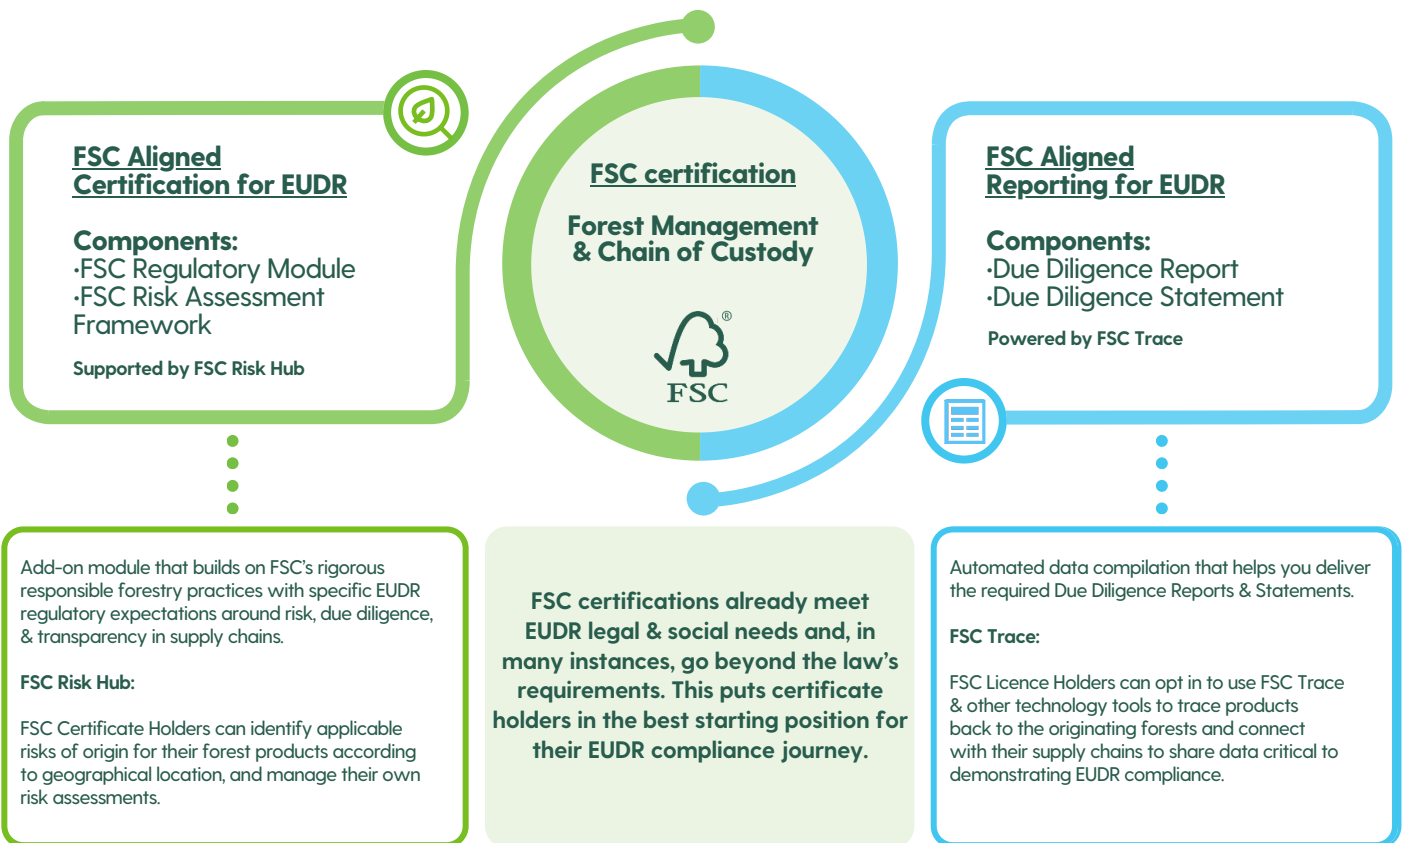 FSC Aligned
Certification for EUDR
Components:
·FSC Regulatory Module
·FSC Risk Assessment
Framework
Supported by FSC Risk Hub
FSC certification
Forest Management
& Chain of Custody
®
FSC
FSC Aligned
Reporting for EUDR
Components:
·Due Diligence Report
·Due Diligence Statement
Powered by FSC Trace
Add-on module that builds on FSC’s rigorous
responsible forestry practices with specific EUDR
regulatory expectations around risk, due diligence,
& transparency in supply chains.
FSC Risk Hub:
FSC Certificate Holders can identify applicable
risks of origin for their forest products according
to geographical location, and manage their own
risk assessments.
FSC certifications already meet
EUDR legal & social needs and, in
many instances, go beyond the law’s
requirements. This puts certificate
holders in the best starting position for
their EUDR compliance journey.
Automated data compilation that helps you deliver
the required Due Diligence Reports & Statements.
FSC Trace:
FSC Licence Holders can opt in to use FSC Trace
& other technology tools to trace products
back to the originating forests and connect
with their supply chains to share data critical to
demonstrating EUDR compliance.